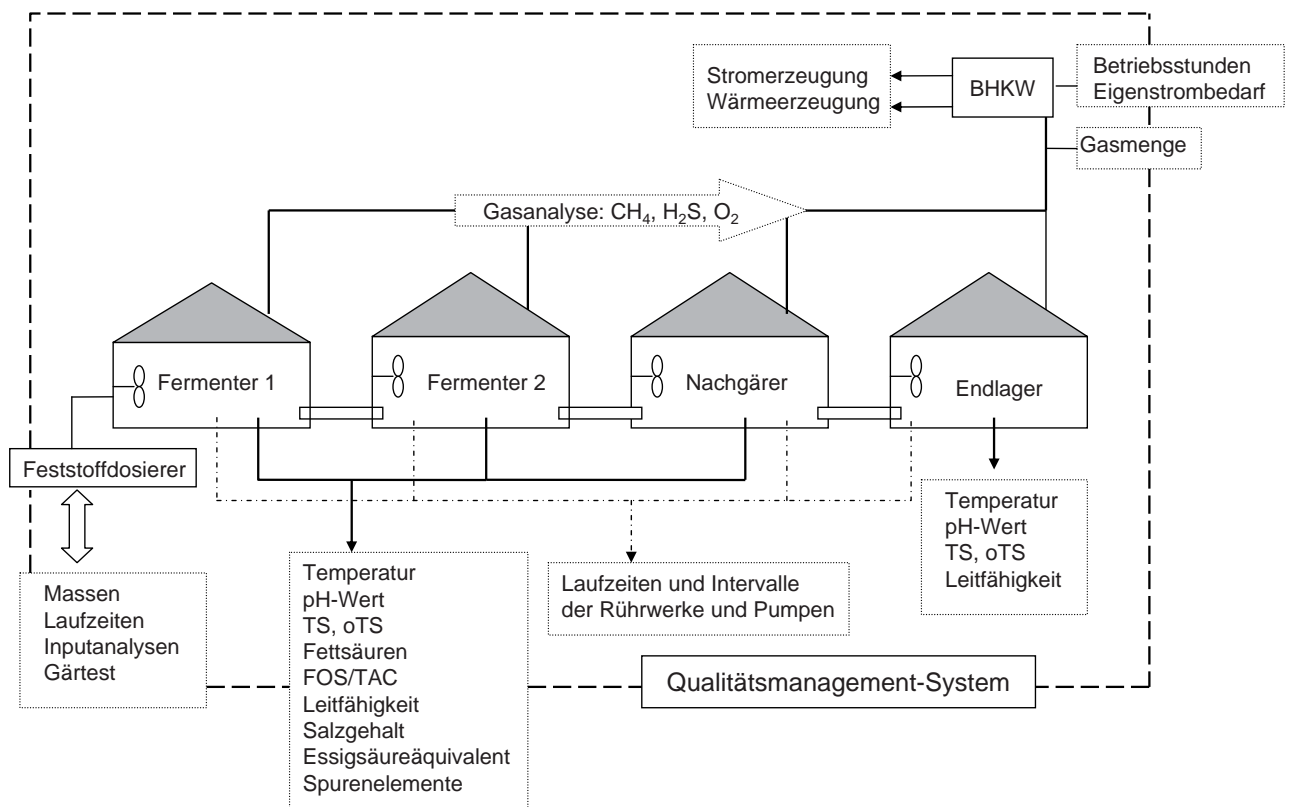 Stromerzeugung
Wärmeerzeugung
BHKW
Betriebsstunden
Eigenstrombedarf
Gasmenge
Gasanalyse: CH₄, H₂S, O₂
Fermenter 1
Fermenter 2
Nachgärer
Endlager
Feststoffdosierer
Massen
Laufzeiten
Inputanalysen
Gärtest
Temperatur
pH-Wert
TS, oTS
Fettsäuren
FOS/TAC
Leitfähigkeit
Salzgehalt
Essigsäureäquivalent
Spurenelemente
Laufzeiten und Intervalle
der Rührwerke und Pumpen
Temperatur
pH-Wert
TS, oTS
Leitfähigkeit
Qualitätsmanagement-System